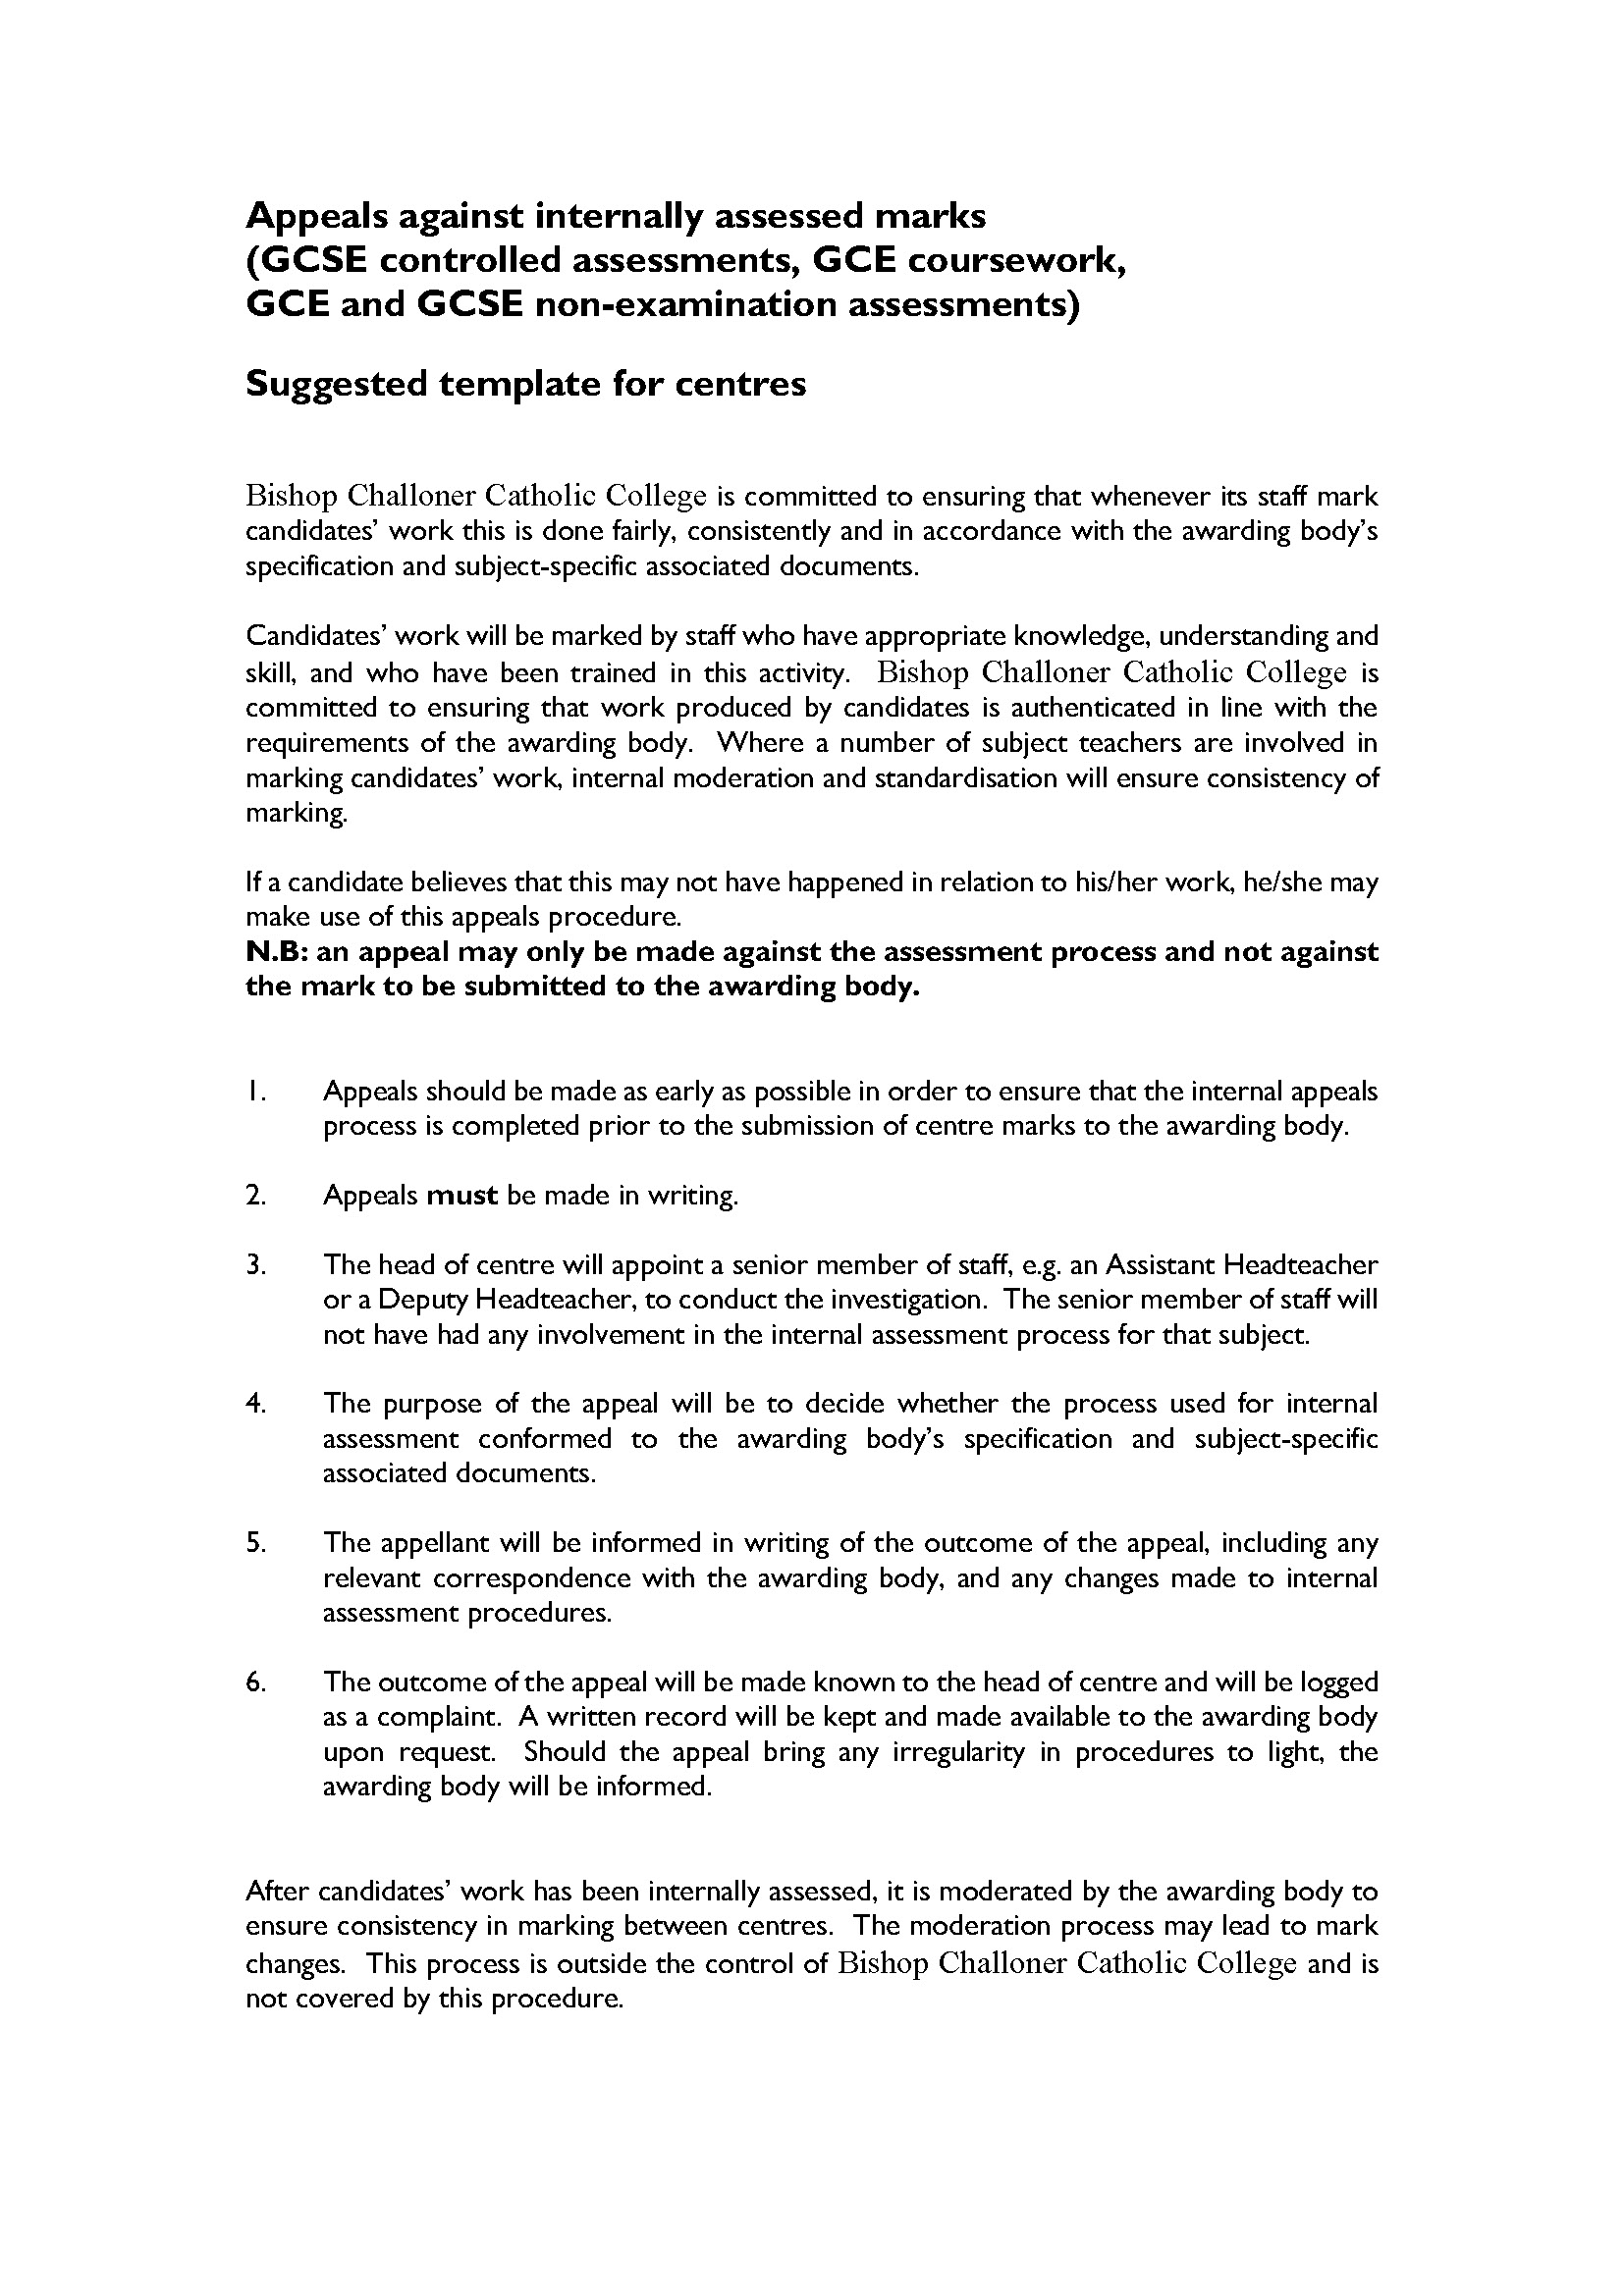 Appeals against internally assessed marks
(GCSE controlled assessments, GCE coursework,
GCE and GCSE non-examination assessments)
Suggested template for centres
Bishop Challoner Catholic College is committed to ensuring that whenever its staff mark
candidates’ work this is done fairly, consistently and in accordance with the awarding body’s
specification and subject-specific associated documents.
Candidates’ work will be marked by staff who have appropriate knowledge, understanding and
skill, and who have been trained in this activity. Bishop Challoner Catholic College is
committed to ensuring that work produced by candidates is authenticated in line with the
requirements of the awarding body. Where a number of subject teachers are involved in
marking candidates’ work, internal moderation and standardisation will ensure consistency of
marking.
If a candidate believes that this may not have happened in relation to his/her work, he/she may
make use of this appeals procedure.
N.B: an appeal may only be made against the assessment process and not against
the mark to be submitted to the awarding body.
1. Appeals should be made as early as possible in order to ensure that the internal appeals
process is completed prior to the submission of centre marks to the awarding body.
2. Appeals must be made in writing.
3. The head of centre will appoint a senior member of staff, e.g. an Assistant Headteacher
or a Deputy Headteacher, to conduct the investigation. The senior member of staff will
not have had any involvement in the internal assessment process for that subject.
4. The purpose of the appeal will be to decide whether the process used for internal
assessment conformed to the awarding body’s specification and subject-specific
associated documents.
5. The appellant will be informed in writing of the outcome of the appeal, including any
relevant correspondence with the awarding body, and any changes made to internal
assessment procedures.
6. The outcome of the appeal will be made known to the head of centre and will be logged
as a complaint. A written record will be kept and made available to the awarding body
upon request. Should the appeal bring any irregularity in procedures to light, the
awarding body will be informed.
After candidates’ work has been internally assessed, it is moderated by the awarding body to
ensure consistency in marking between centres. The moderation process may lead to mark
changes. This process is outside the control of Bishop Challoner Catholic College and is
not covered by this procedure.